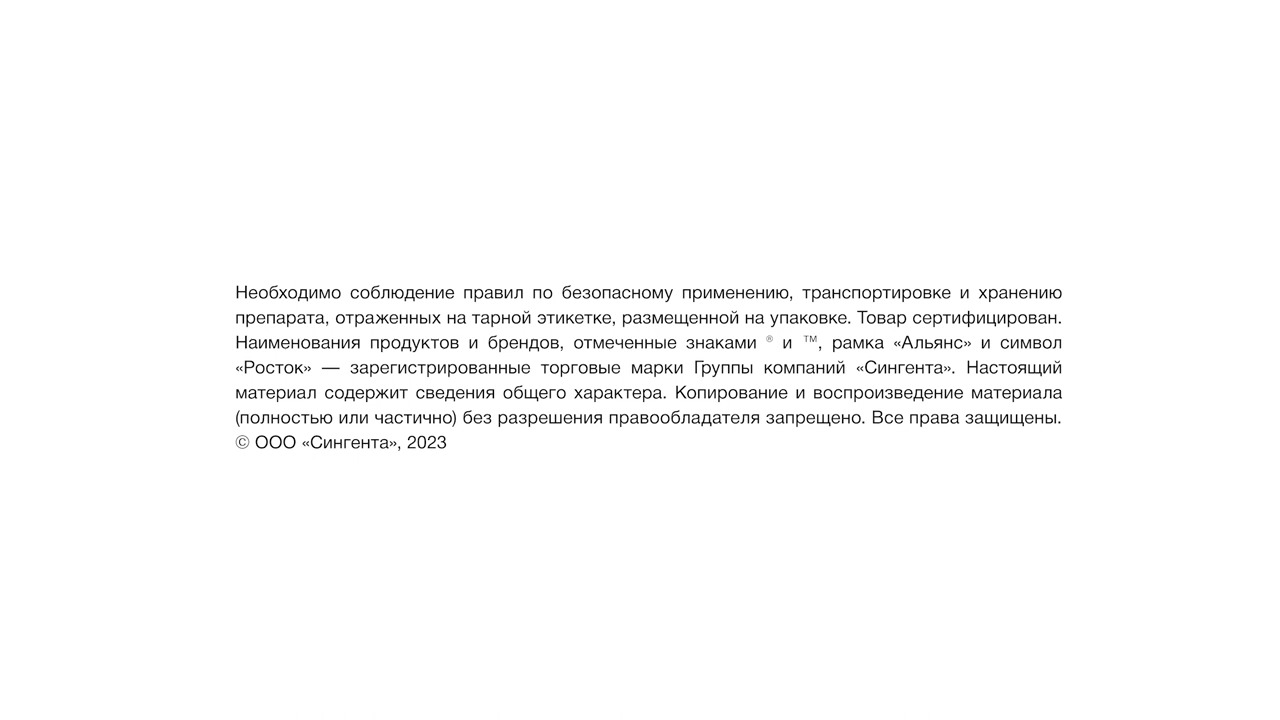 Необходимо соблюдение правил по безопасному применению, транспортировке и хранению
препарата, отраженных на тарной этикетке, размещенной на упаковке. Товар сертифицирован.
Наименования продуктов и брендов, отмеченные знаками ® и ™, рамка «Альянс» и символ
«Росток» — зарегистрированные торговые марки Группы компаний «Сингента». Настоящий
материал содержит сведения общего характера. Копирование и воспроизведение материала
(полностью или частично) без разрешения правообладателя запрещено. Все права защищены.
© ООО «Сингента», 2023